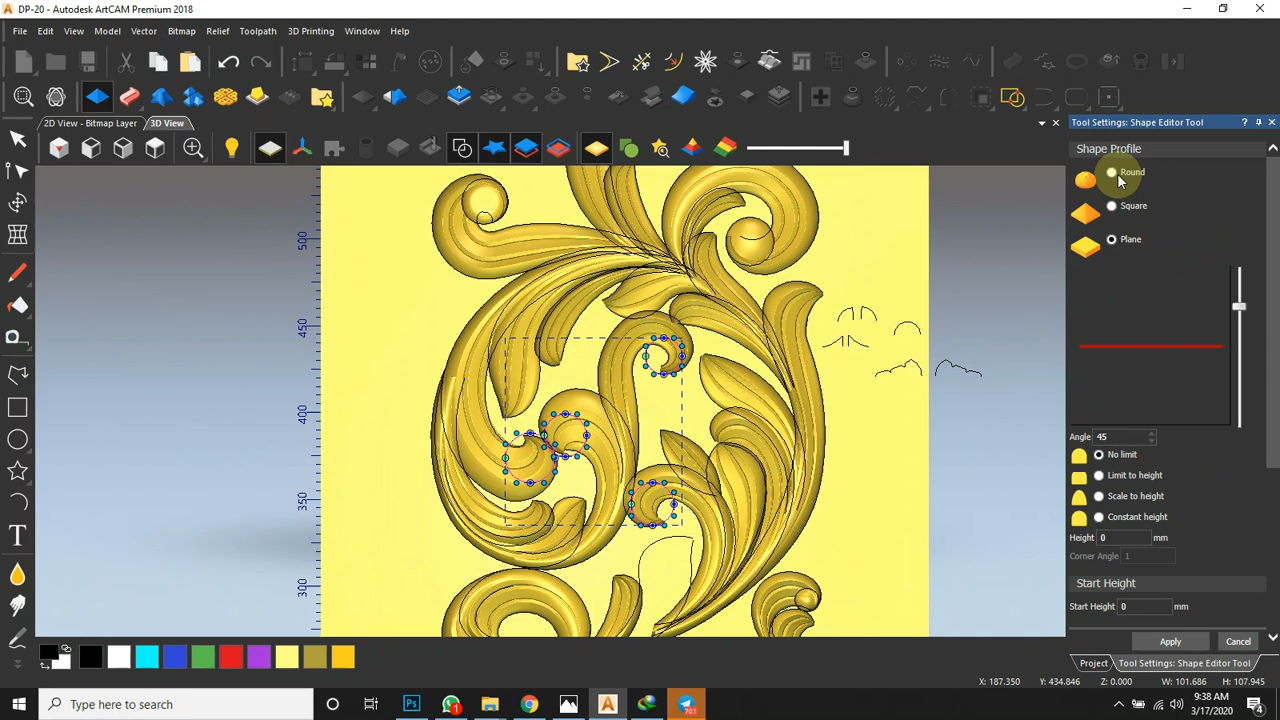 DP-20 - Autodesk ArtCAM Premium 2018
File Edit View Model Vector Bitmap Relief Toolpath 3D Printing Window Help
2D View - Bitmap Layer 3D View
Tool Settings: Shape Editor Tool
Shape Profile
Round
Square
Plane
500
450
400
350
300
Angle 45
No limit
Limit to height
Scale to height
Constant height
Height 0 mm
Corner Angle 1
Start Height
Start Height 0 mm
Apply Cancel
Project Tool Settings: Shape Editor Tool
X: 187.350 Y: 434.846 Z: 0.000 W: 101.686 H: 107.945
Type here to search
Ps
1
701
9:38 AM
3/17/2020
4